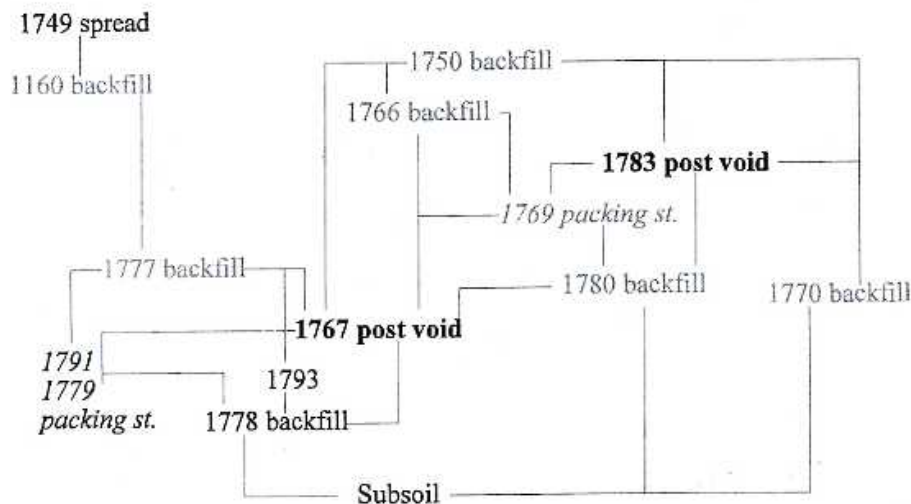 1749 spread
1160 backfill
1750 backfill
1766 backfill
1783 post void
1769 packing st.
1777 backfill
1780 backfill
1770 backfill
1767 post void
1791
1779
packing st.
1793
1778 backfill
Subsoil